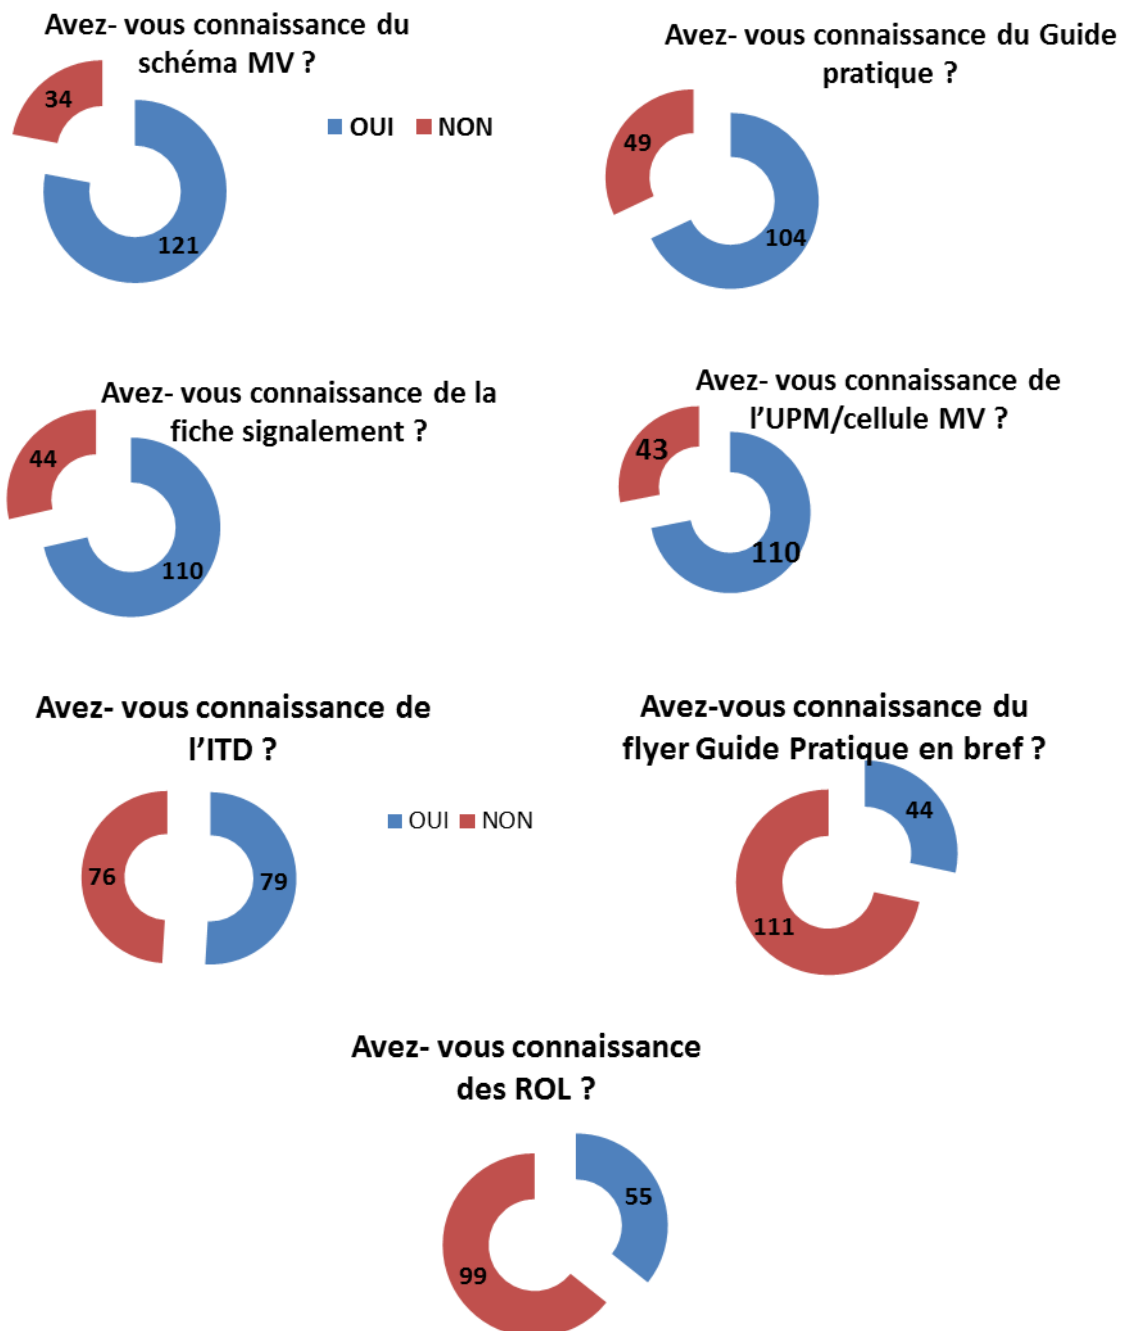 Avez- vous connaissance du
schéma MV ?
34
121
OUI NON
Avez- vous connaissance du Guide
pratique ?
49
104
Avez- vous connaissance de la
fiche signalement ?
44
110
Avez- vous connaissance de
l’UPM/cellule MV ?
43
110
Avez- vous connaissance de
l’ITD ?
76
79
OUI NON
Avez-vous connaissance du
flyer Guide Pratique en bref ?
44
111
Avez- vous connaissance
des ROL ?
55
99